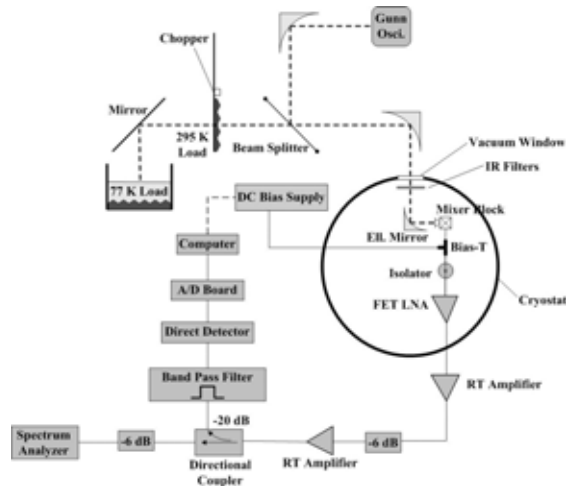 Gunn
Osci.
Chopper
Mirror
295 K
Load
Beam Splitter
Vacuum Window
IR Filters
77 K Load
DC Bias Supply
Mixer Block
Ell. Mirror
Bias-T
Computer
Isolator
A/D Board
Cryostat
FET LNA
Direct Detector
Band Pass Filter
RT Amplifier
-20 dB
Spectrum
Analyzer
-6 dB
-6 dB
Directional
Coupler
RT Amplifier